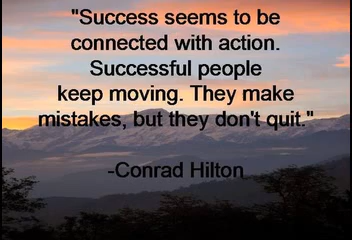 "Success seems to be
connected with action.
Successful people
keep moving. They make
mistakes, but they don't quit."
-Conrad Hilton